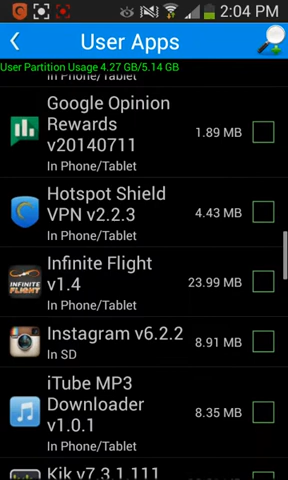 2:04 PM
User Apps
User Partition Usage 4.27 GB/5.14 GB
In Phone/Tablet
Google Opinion
Rewards
v20140711
1.89 MB
In Phone/Tablet
Hotspot Shield
VPN v2.2.3
4.43 MB
In Phone/Tablet
Infinite Flight
v1.4
23.99 MB
INFINITE
FLIGHT
In Phone/Tablet
Instagram v6.2.2
8.91 MB
In SD
iTube MP3
Downloader
v1.0.1
8.35 MB
In Phone/Tablet
Kik v7.3.1.111